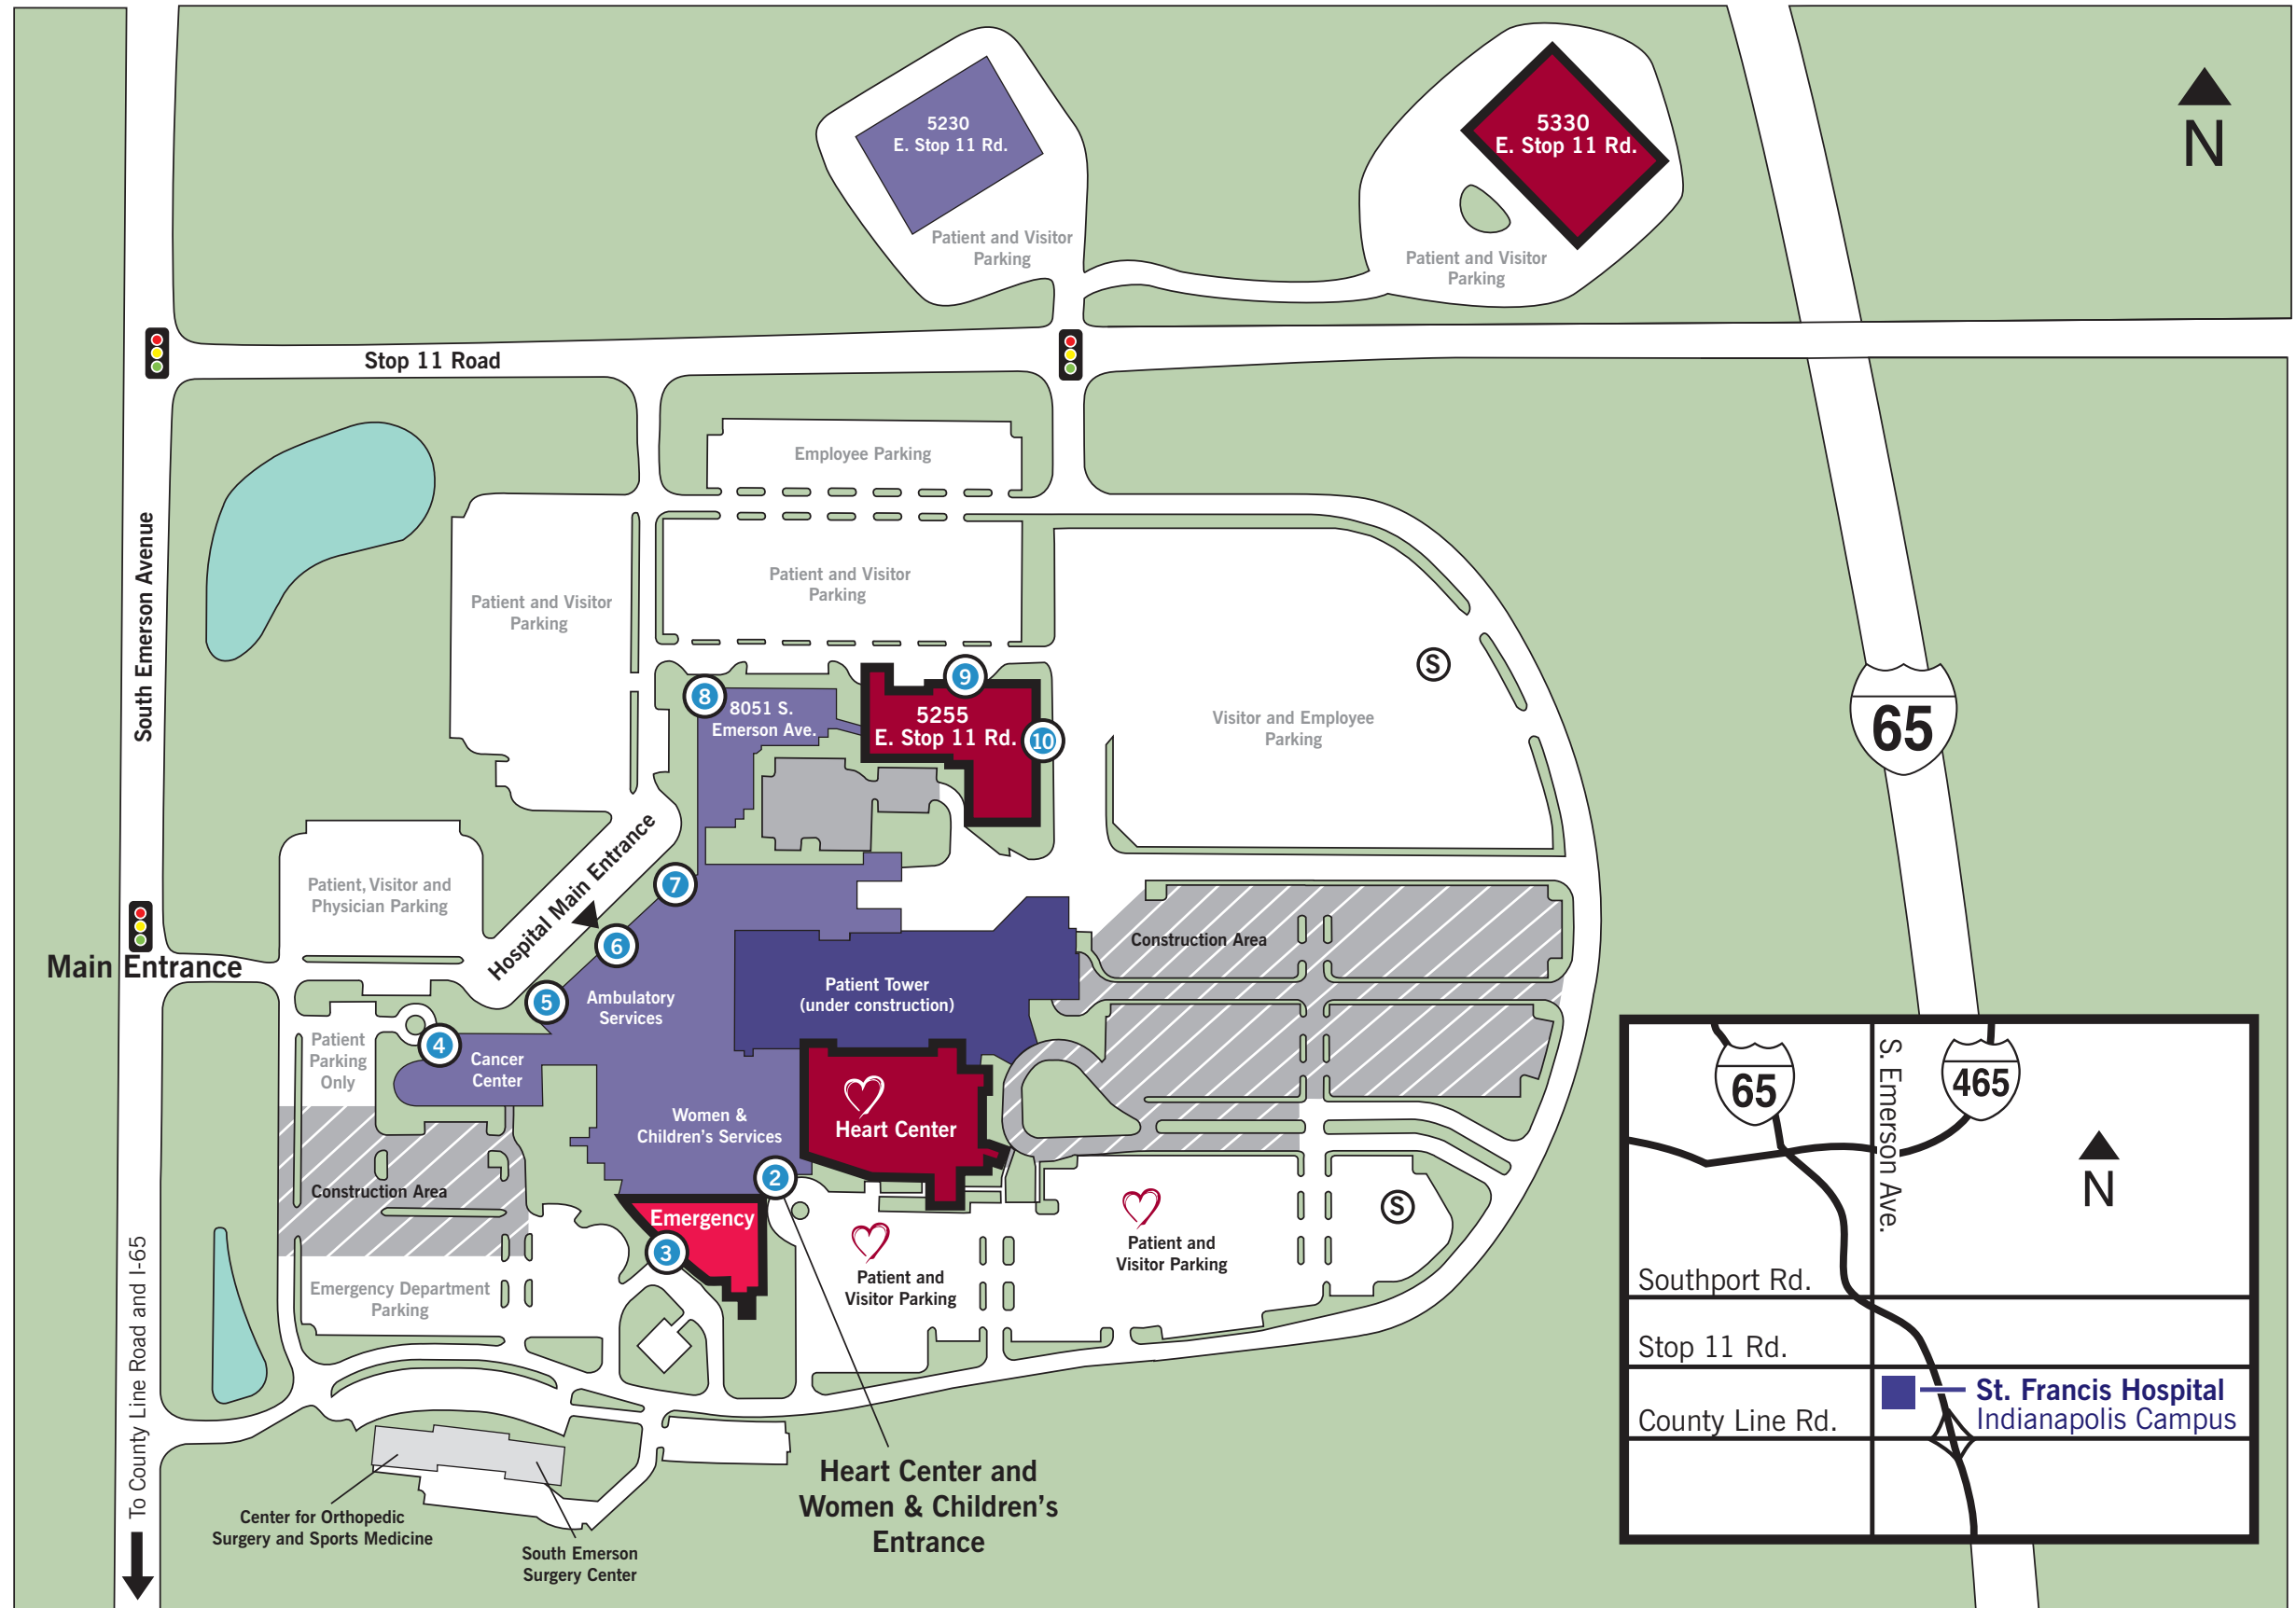 5230
E. Stop 11 Rd.
Patient and Visitor
Parking
5330
E. Stop 11 Rd.
Patient and Visitor
Parking
N
Stop 11 Road
Employee Parking
South Emerson Avenue
Patient and Visitor
Parking
Patient and Visitor
Parking
S
8
8051 S.
Emerson Ave.
9
5255
E. Stop 11 Rd.
10
Visitor and Employee
Parking
65
Hospital Main Entrance
Patient, Visitor and
Physician Parking
7
6
5
Main Entrance
Construction Area
Ambulatory
Services
Patient Tower
(under construction)
4
Cancer
Center
Patient
Parking
Only
Women &
Children's Services
Heart Center
2
Construction Area
Emergency
3
S
Patient and
Visitor Parking
Patient and
Visitor Parking
Emergency Department
Parking
To County Line Road and I-65
Heart Center and
Women & Children's
Entrance
Center for Orthopedic
Surgery and Sports Medicine
South Emerson
Surgery Center
65
S. Emerson Ave.
465
N
Southport Rd.
Stop 11 Rd.
St. Francis Hospital
Indianapolis Campus
County Line Rd.